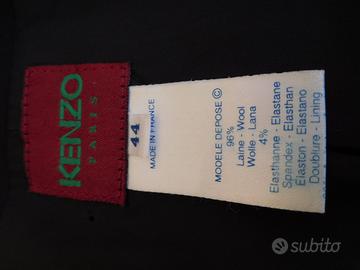 KENZO
PARIS
44
MADE IN FRANCE
MODELE DEPOSE ©
96%
Laine - Wool
Wolle - Lana
4%
Elasthanne - Elastane
Spandex - Elasthan
Elaston - Elastano
Doublure - Lining
subito